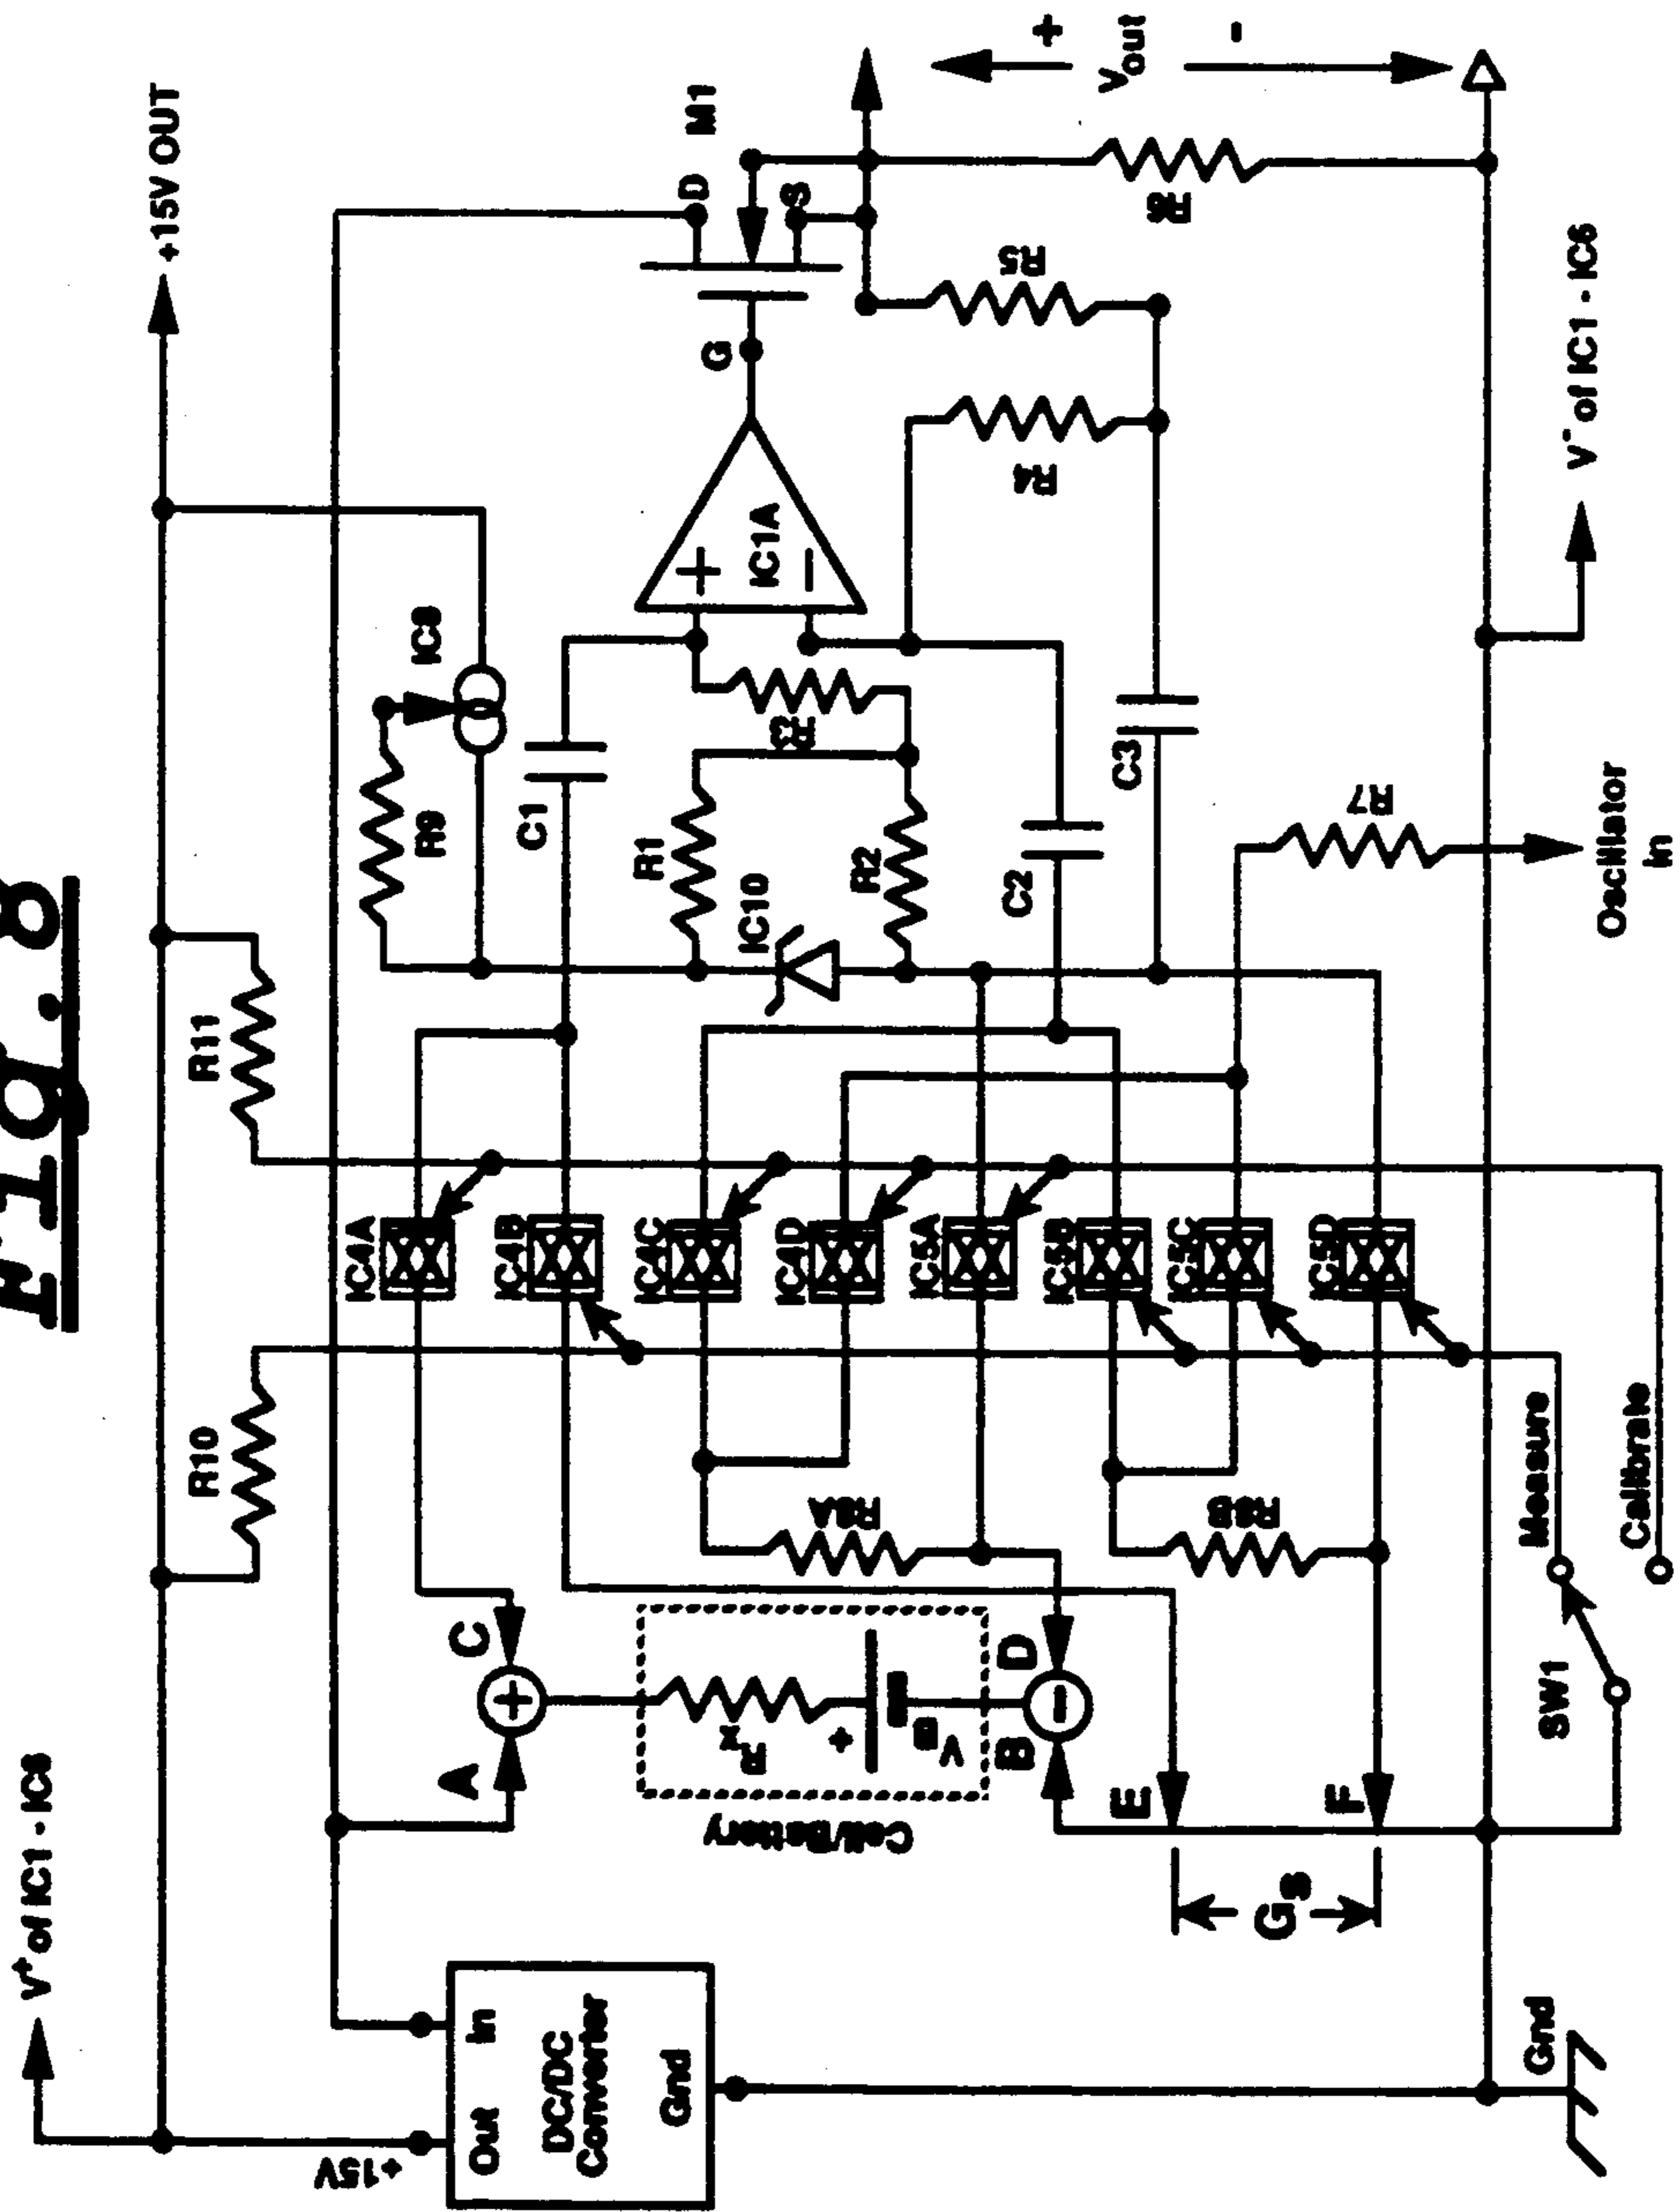 Fig. 8
V+ of IC1 - IC8
+15V OUT
+15V
Out
In
DC/DC
Converter
Gnd
Gnd
R10
R11
A
C
Rx
+
VB
Cell/Battery
B
D
E
F
GS
R8A
R8B
IC4A
IC4B
IC4C
IC4D
IC5A
IC5B
IC5C
IC5D
SW1
Measure
Calibrate
R9
IC8
C1
R1
IC10
R2
C2
C3
R3
IC1A
+
−
R4
R5
R6
R7
G
D
S
M1
+
Vout
-
V- of IC1 - IC6
Oscillator
In